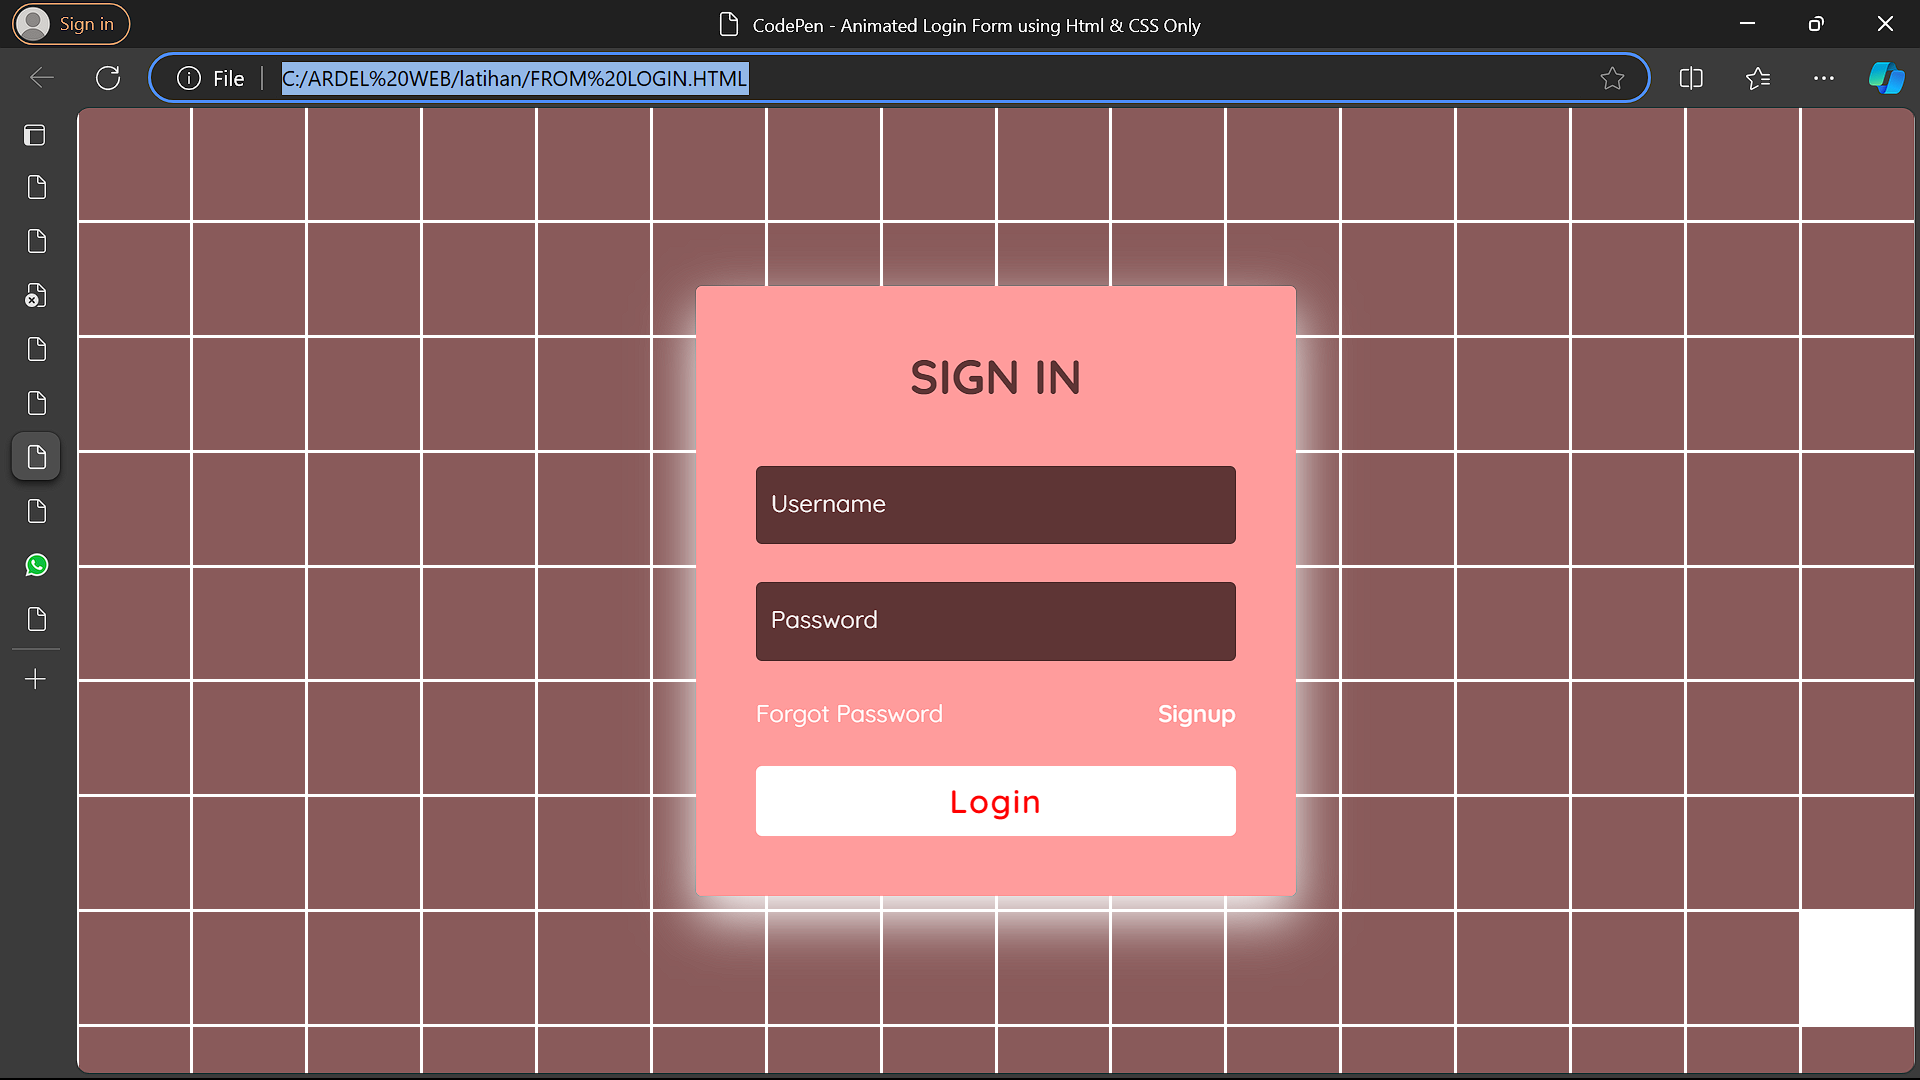 Sign in
CodePen - Animated Login Form using Html & CSS Only
File
C:/ARDEL%20WEB/latihan/FROM%20LOGIN.HTML
SIGN IN
Username
Password
Forgot Password Signup
Login